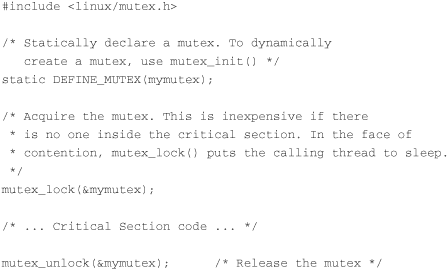 #include <linux/mutex.h>
/* Statically declare a mutex. To dynamically
   create a mutex, use mutex_init() */
static DEFINE_MUTEX(mymutex);
/* Acquire the mutex. This is inexpensive if there
 * is no one inside the critical section. In the face of
 * contention, mutex_lock() puts the calling thread to sleep.
 */
mutex_lock(&mymutex);
/* ... Critical Section code ... */
mutex_unlock(&mymutex);      /* Release the mutex */